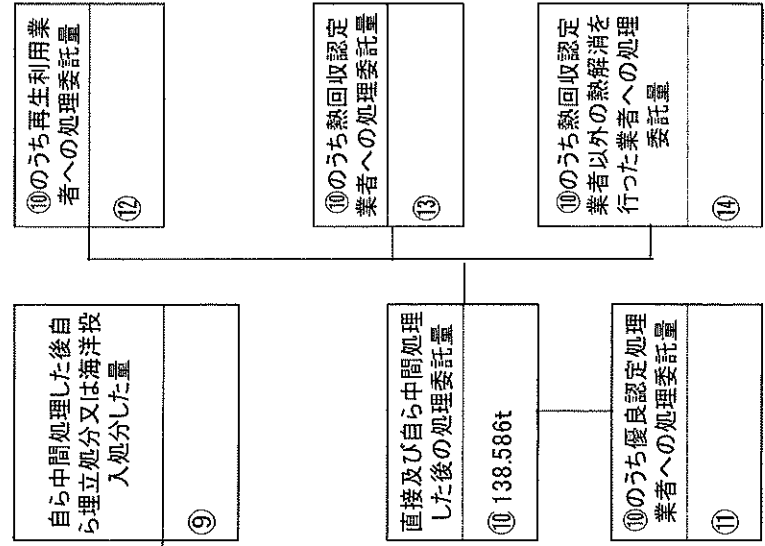 自ら中間処理した後自
ら埋立処分又は海洋投
入処分した量
⑨
⑩のうち再生利用業
者への処理委託量
⑫
直接及び自ら中間処理
した後の処理委託量
⑩ 138.586t
⑩のうち熱回収認定
業者への処理委託量
⑬
⑩のうち優良認定処理
業者への処理委託量
⑪
⑩のうち熱回収認定
業者以外の熱解消を
行った業者への処理
委託量
⑭